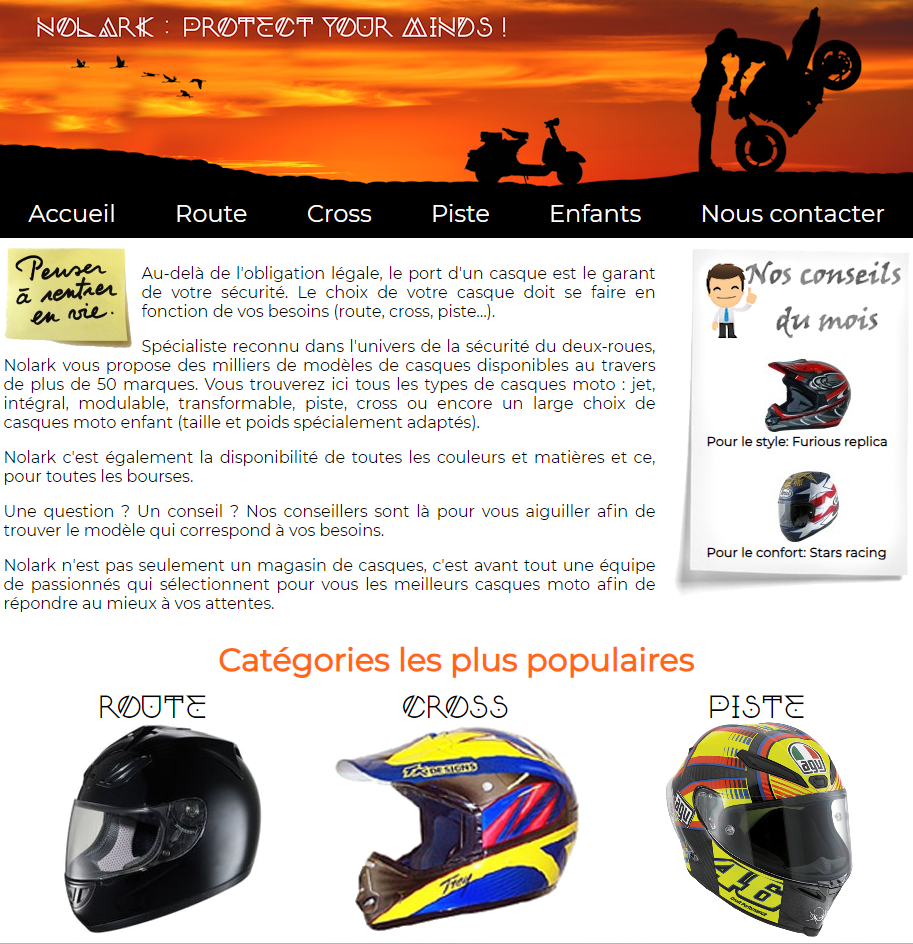 NOLARK : PROTECT YOUR MINDS !
Accueil Route Cross Piste Enfants Nous contacter
Penser
à rentrer
en vie.
Au-delà de l'obligation légale, le port d'un casque est le garant
de votre sécurité. Le choix de votre casque doit se faire en
fonction de vos besoins (route, cross, piste...).
Spécialiste reconnu dans l'univers de la sécurité du deux-roues,
Nolark vous propose des milliers de modèles de casques disponibles au travers
de plus de 50 marques. Vous trouverez ici tous les types de casques moto : jet,
intégral, modulable, transformable, piste, cross ou encore un large choix de
casques moto enfant (taille et poids spécialement adaptés).
Nolark c'est également la disponibilité de toutes les couleurs et matières et ce,
pour toutes les bourses.
Une question ? Un conseil ? Nos conseillers sont là pour vous aiguiller afin de
trouver le modèle qui correspond à vos besoins.
Nolark n'est pas seulement un magasin de casques, c'est avant tout une équipe
de passionnés qui sélectionnent pour vous les meilleurs casques moto afin de
répondre au mieux à vos attentes.
Nos conseils
du mois
Pour le style: Furious replica
Pour le confort: Stars racing
Catégories les plus populaires
ROUTE
CROSS
PISTE
DESIGNS
Troy
agv
agv
46